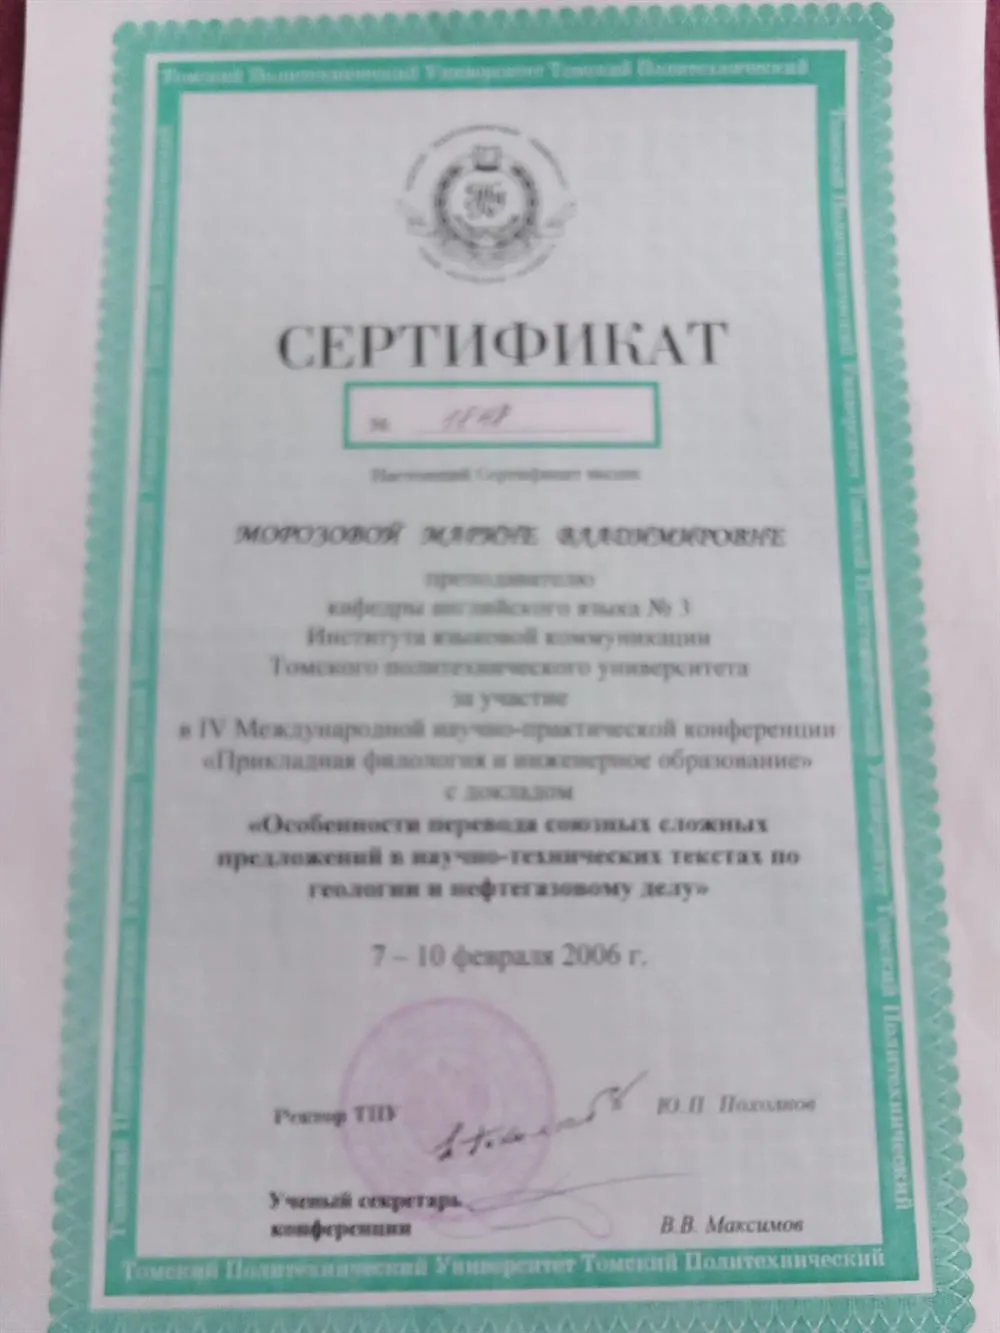 Томский Политехнический Университет Томский Политехнический
СЕРТИФИКАТ
№
Настоящий Сертификат выдан
МОРОЗОВОЙ МАРИНЕ ВЛАДИМИРОВНЕ
преподавателю
кафедры английского языка № 3
Института языковой коммуникации
Томского политехнического университета
за участие
в IV Международной научно-практической конференции
«Прикладная филология и инженерное образование»
с докладом
«Особенности перевода союзных сложных
предложений в научно-технических текстах по
геологии и нефтегазовому делу»
7 – 10 февраля 2006 г.
Ректор ТПУ
Ю.П. Похолков
Ученый секретарь
конференции
В.В. Максимов
Томский Политехнический Университет Томский Политехнический